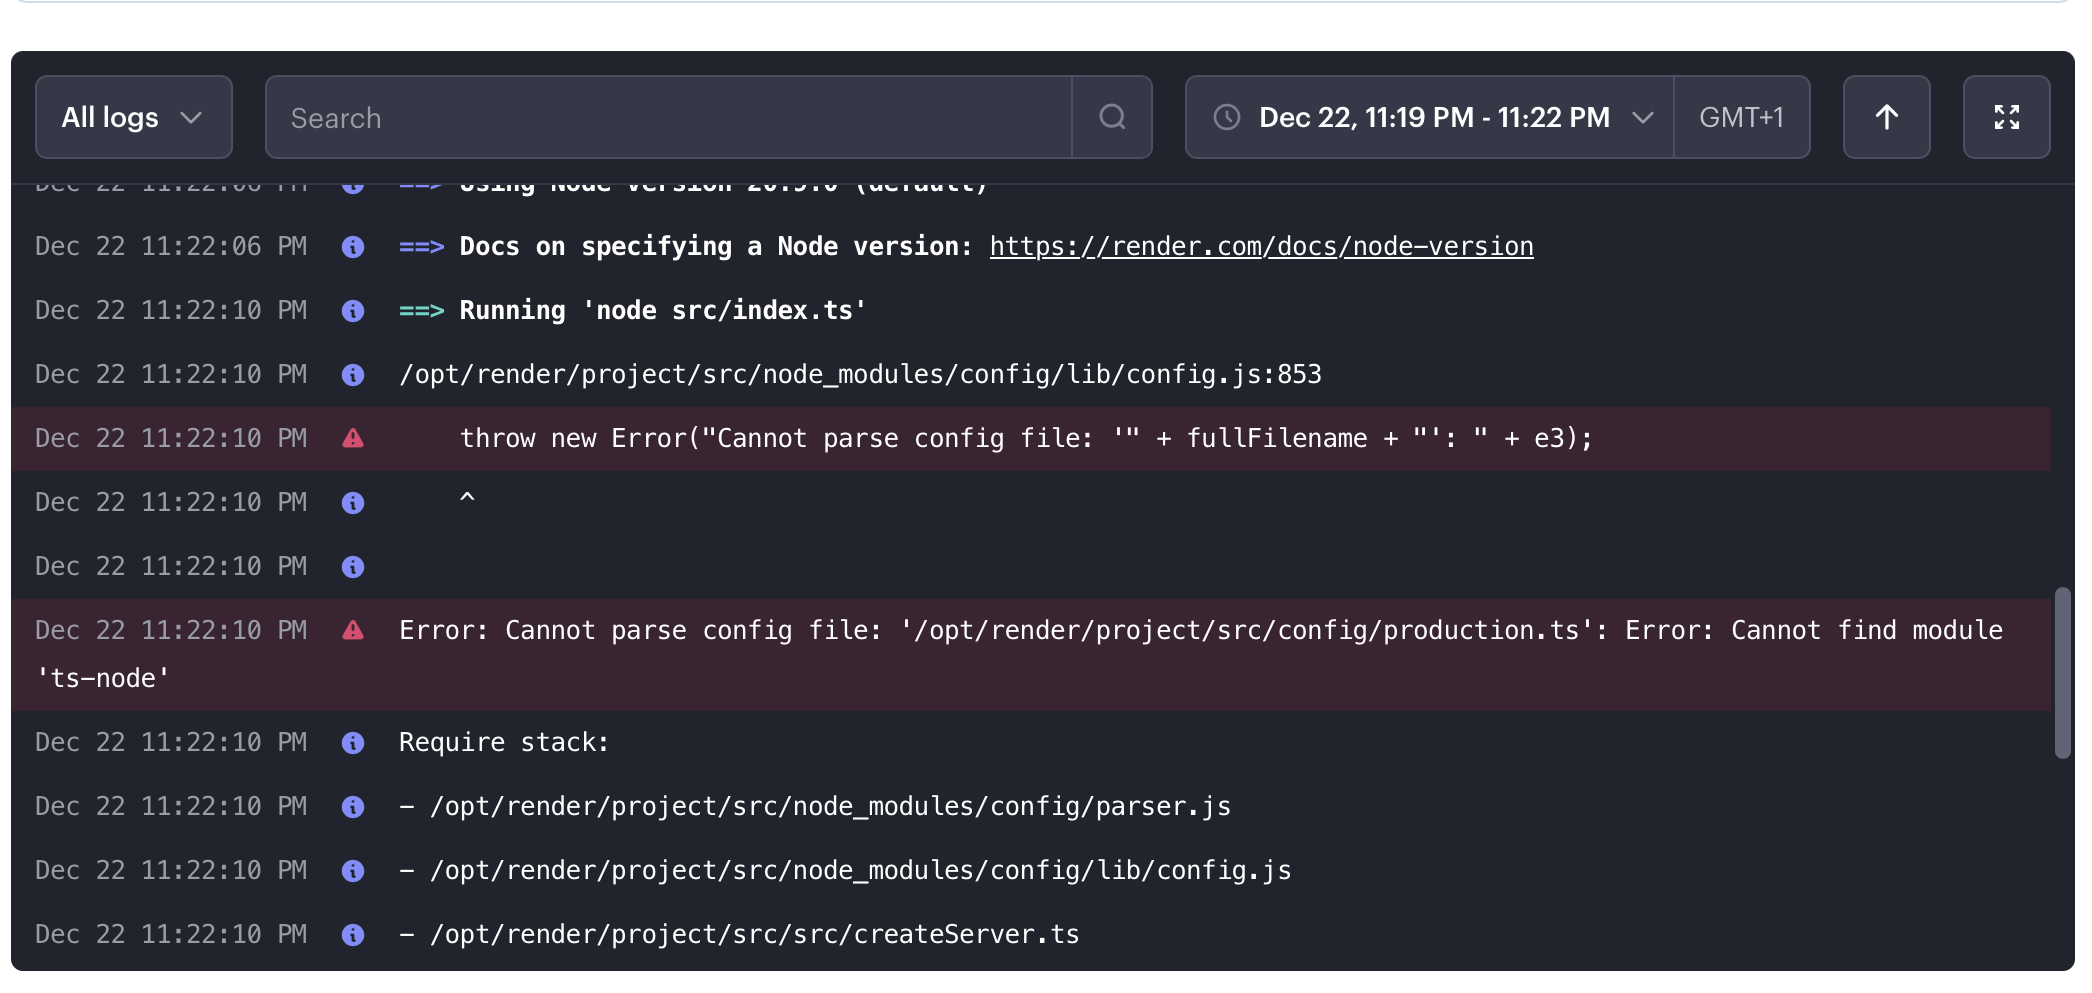 All logs
Search
Dec 22, 11:19 PM - 11:22 PM
GMT+1
Dec 22 11:22:06 PM ==> Using Node version 20.9.0 (default)
Dec 22 11:22:06 PM ==> Docs on specifying a Node version: https://render.com/docs/node-version
Dec 22 11:22:10 PM ==> Running 'node src/index.ts'
Dec 22 11:22:10 PM /opt/render/project/src/node_modules/config/lib/config.js:853
Dec 22 11:22:10 PM throw new Error("Cannot parse config file: '" + fullFilename + "': " + e3);
Dec 22 11:22:10 PM ^
Dec 22 11:22:10 PM
Dec 22 11:22:10 PM Error: Cannot parse config file: '/opt/render/project/src/config/production.ts': Error: Cannot find module
'ts-node'
Dec 22 11:22:10 PM Require stack:
Dec 22 11:22:10 PM - /opt/render/project/src/node_modules/config/parser.js
Dec 22 11:22:10 PM - /opt/render/project/src/node_modules/config/lib/config.js
Dec 22 11:22:10 PM - /opt/render/project/src/src/createServer.ts